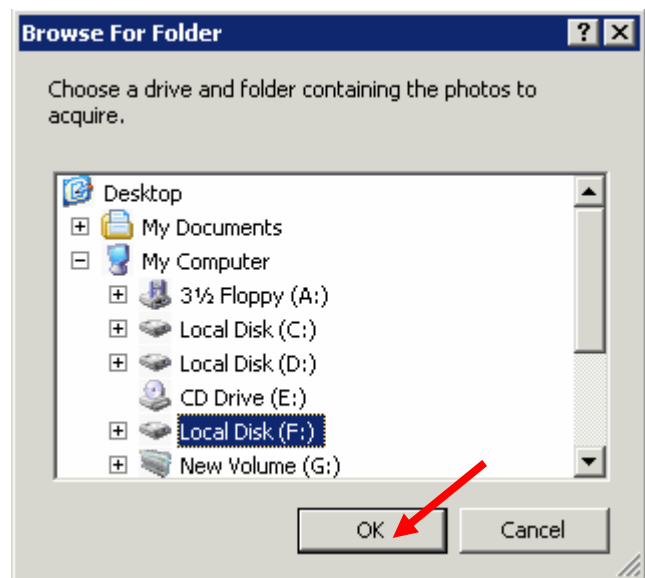 Browse For Folder
Choose a drive and folder containing the photos to
acquire.
Desktop
My Documents
My Computer
3½ Floppy (A:)
Local Disk (C:)
Local Disk (D:)
CD Drive (E:)
Local Disk (F:)
New Volume (G:)
OK Cancel